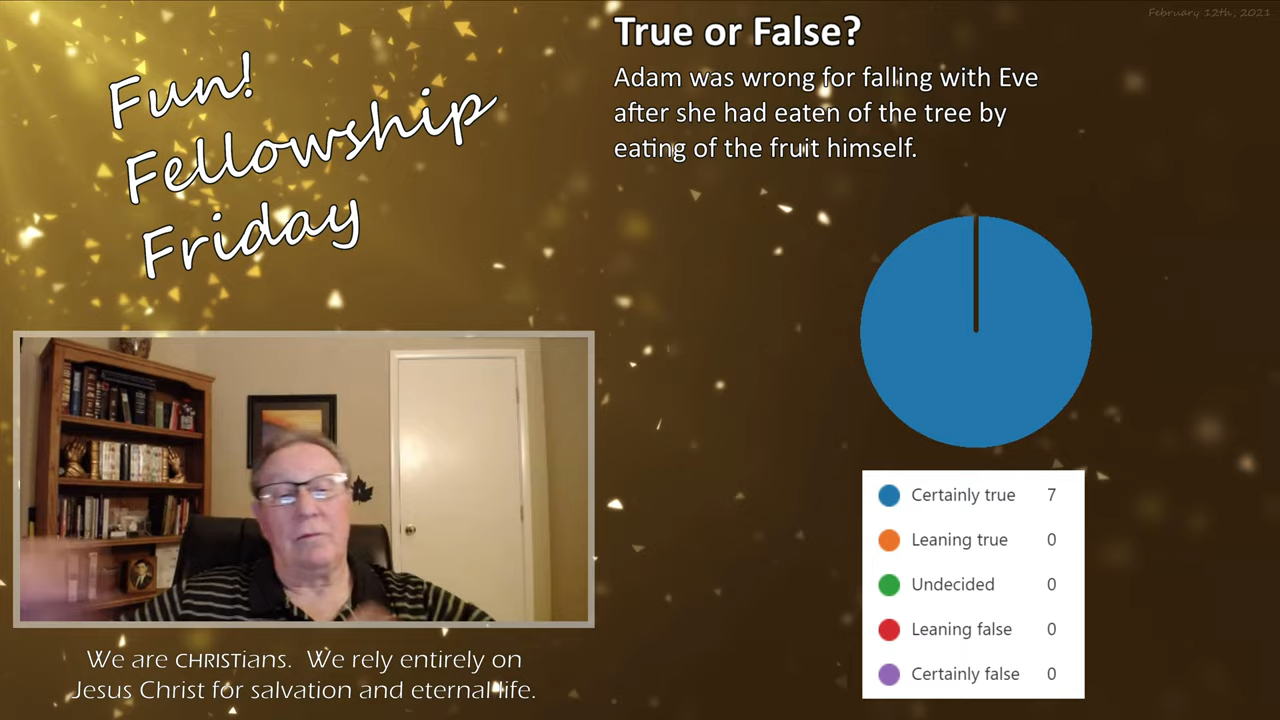 February 12th, 2021
Fun!
Fellowship
Friday
True or False?
Adam was wrong for falling with Eve
after she had eaten of the tree by
eating of the fruit himself.
Certainly true 7
Leaning true 0
Undecided 0
Leaning false 0
Certainly false 0
We are CHRISTians. We rely entirely on
Jesus Christ for salvation and eternal life.